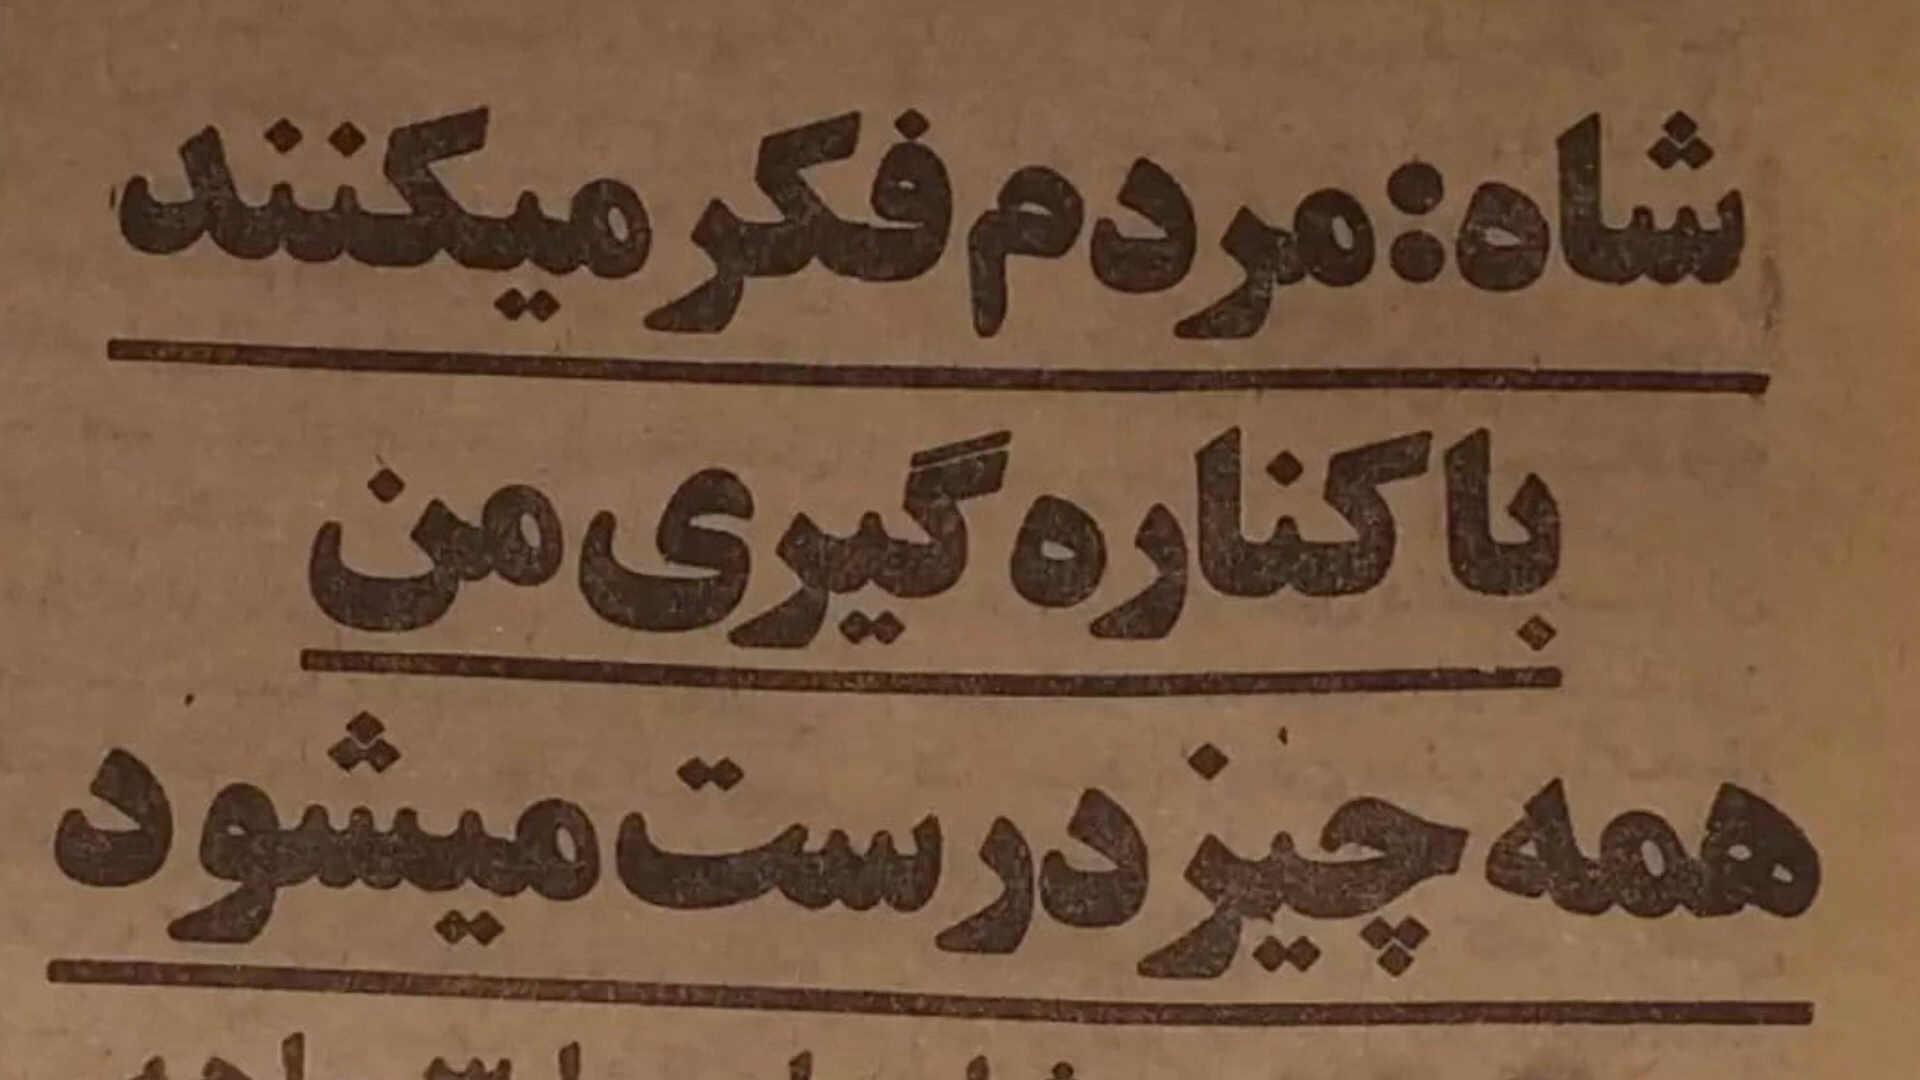 شاه: مردم فکر میکنند
با کناره گیری من
همه چیز درست میشود